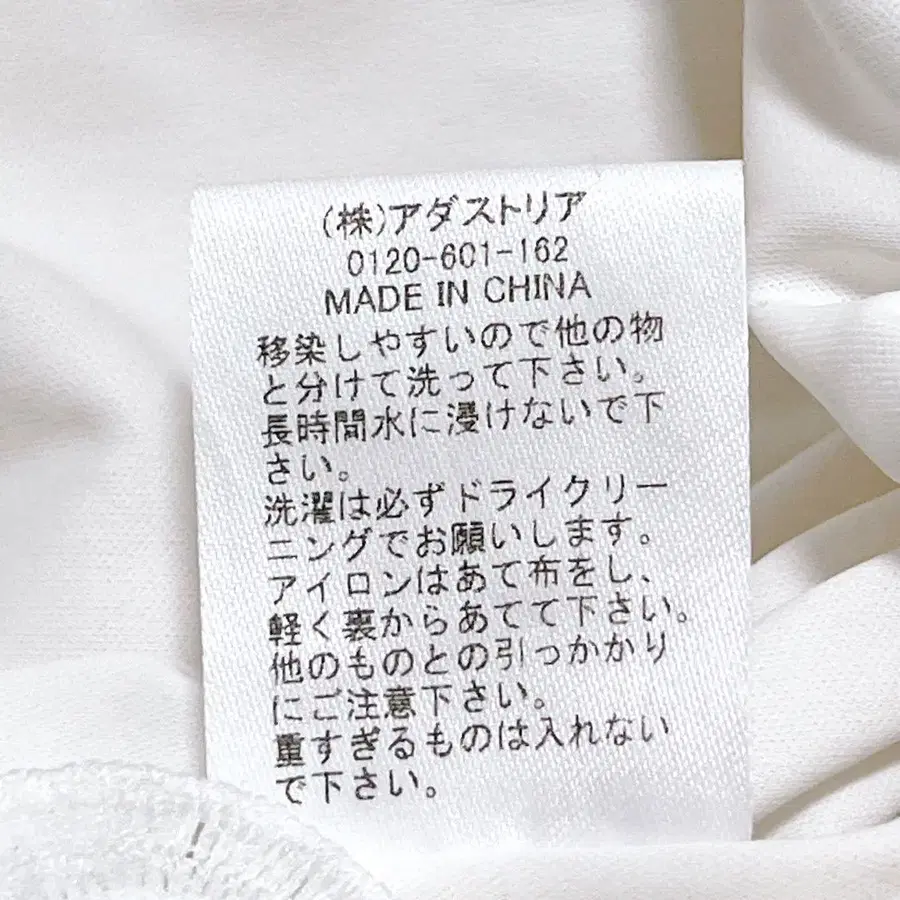 (株)アダストリア
0120-601-162
MADE IN CHINA
移染しやすいので他の物
と分けて洗って下さい。
長時間水に浸けないで下
さい。
洗濯は必ずドライクリー
ニングでお願いします。
アイロンはあて布をし、
軽く裏からあてて下さい。
他のものとの引っかかり
にご注意下さい。
重すぎるものは入れない
で下さい。